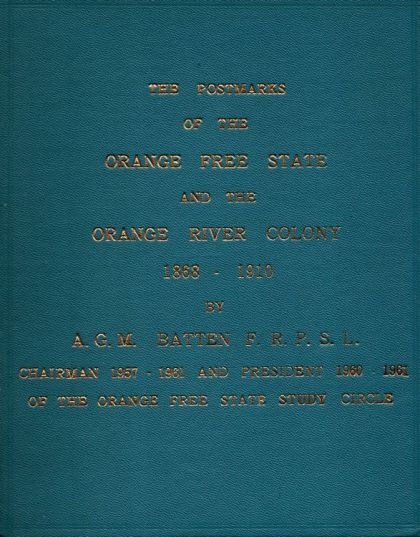 THE POSTMARKS
OF THE
ORANGE FREE STATE
AND THE
ORANGE RIVER COLONY
1868 - 1910
BY
A.G.M. BATTEN F.R.P.S.L.
CHAIRMAN 1957 - 1961 AND PRESIDENT 1960 - 1961
OF THE ORANGE FREE STATE STUDY CIRCLE